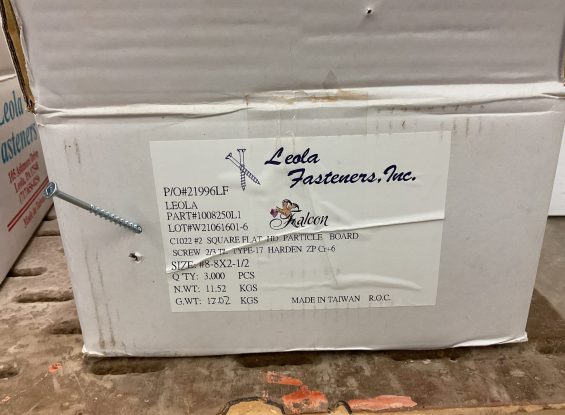 Leola
Fasteners, Inc.
P/O#21996LF
LEOLA
PART#1008250L1
LOT#W21061601-6
Falcon
C1022 #2 SQUARE FLAT HD PARTICLE BOARD
SCREW 2/3 TL TYPE-17 HARDEN ZP Cr+6
SIZE: #8-8X2-1/2
Q'TY: 3,000 PCS
N.WT: 11.52 KGS
G.WT: 12.02 KGS
MADE IN TAIWAN R.O.C.
Leola
Fasteners